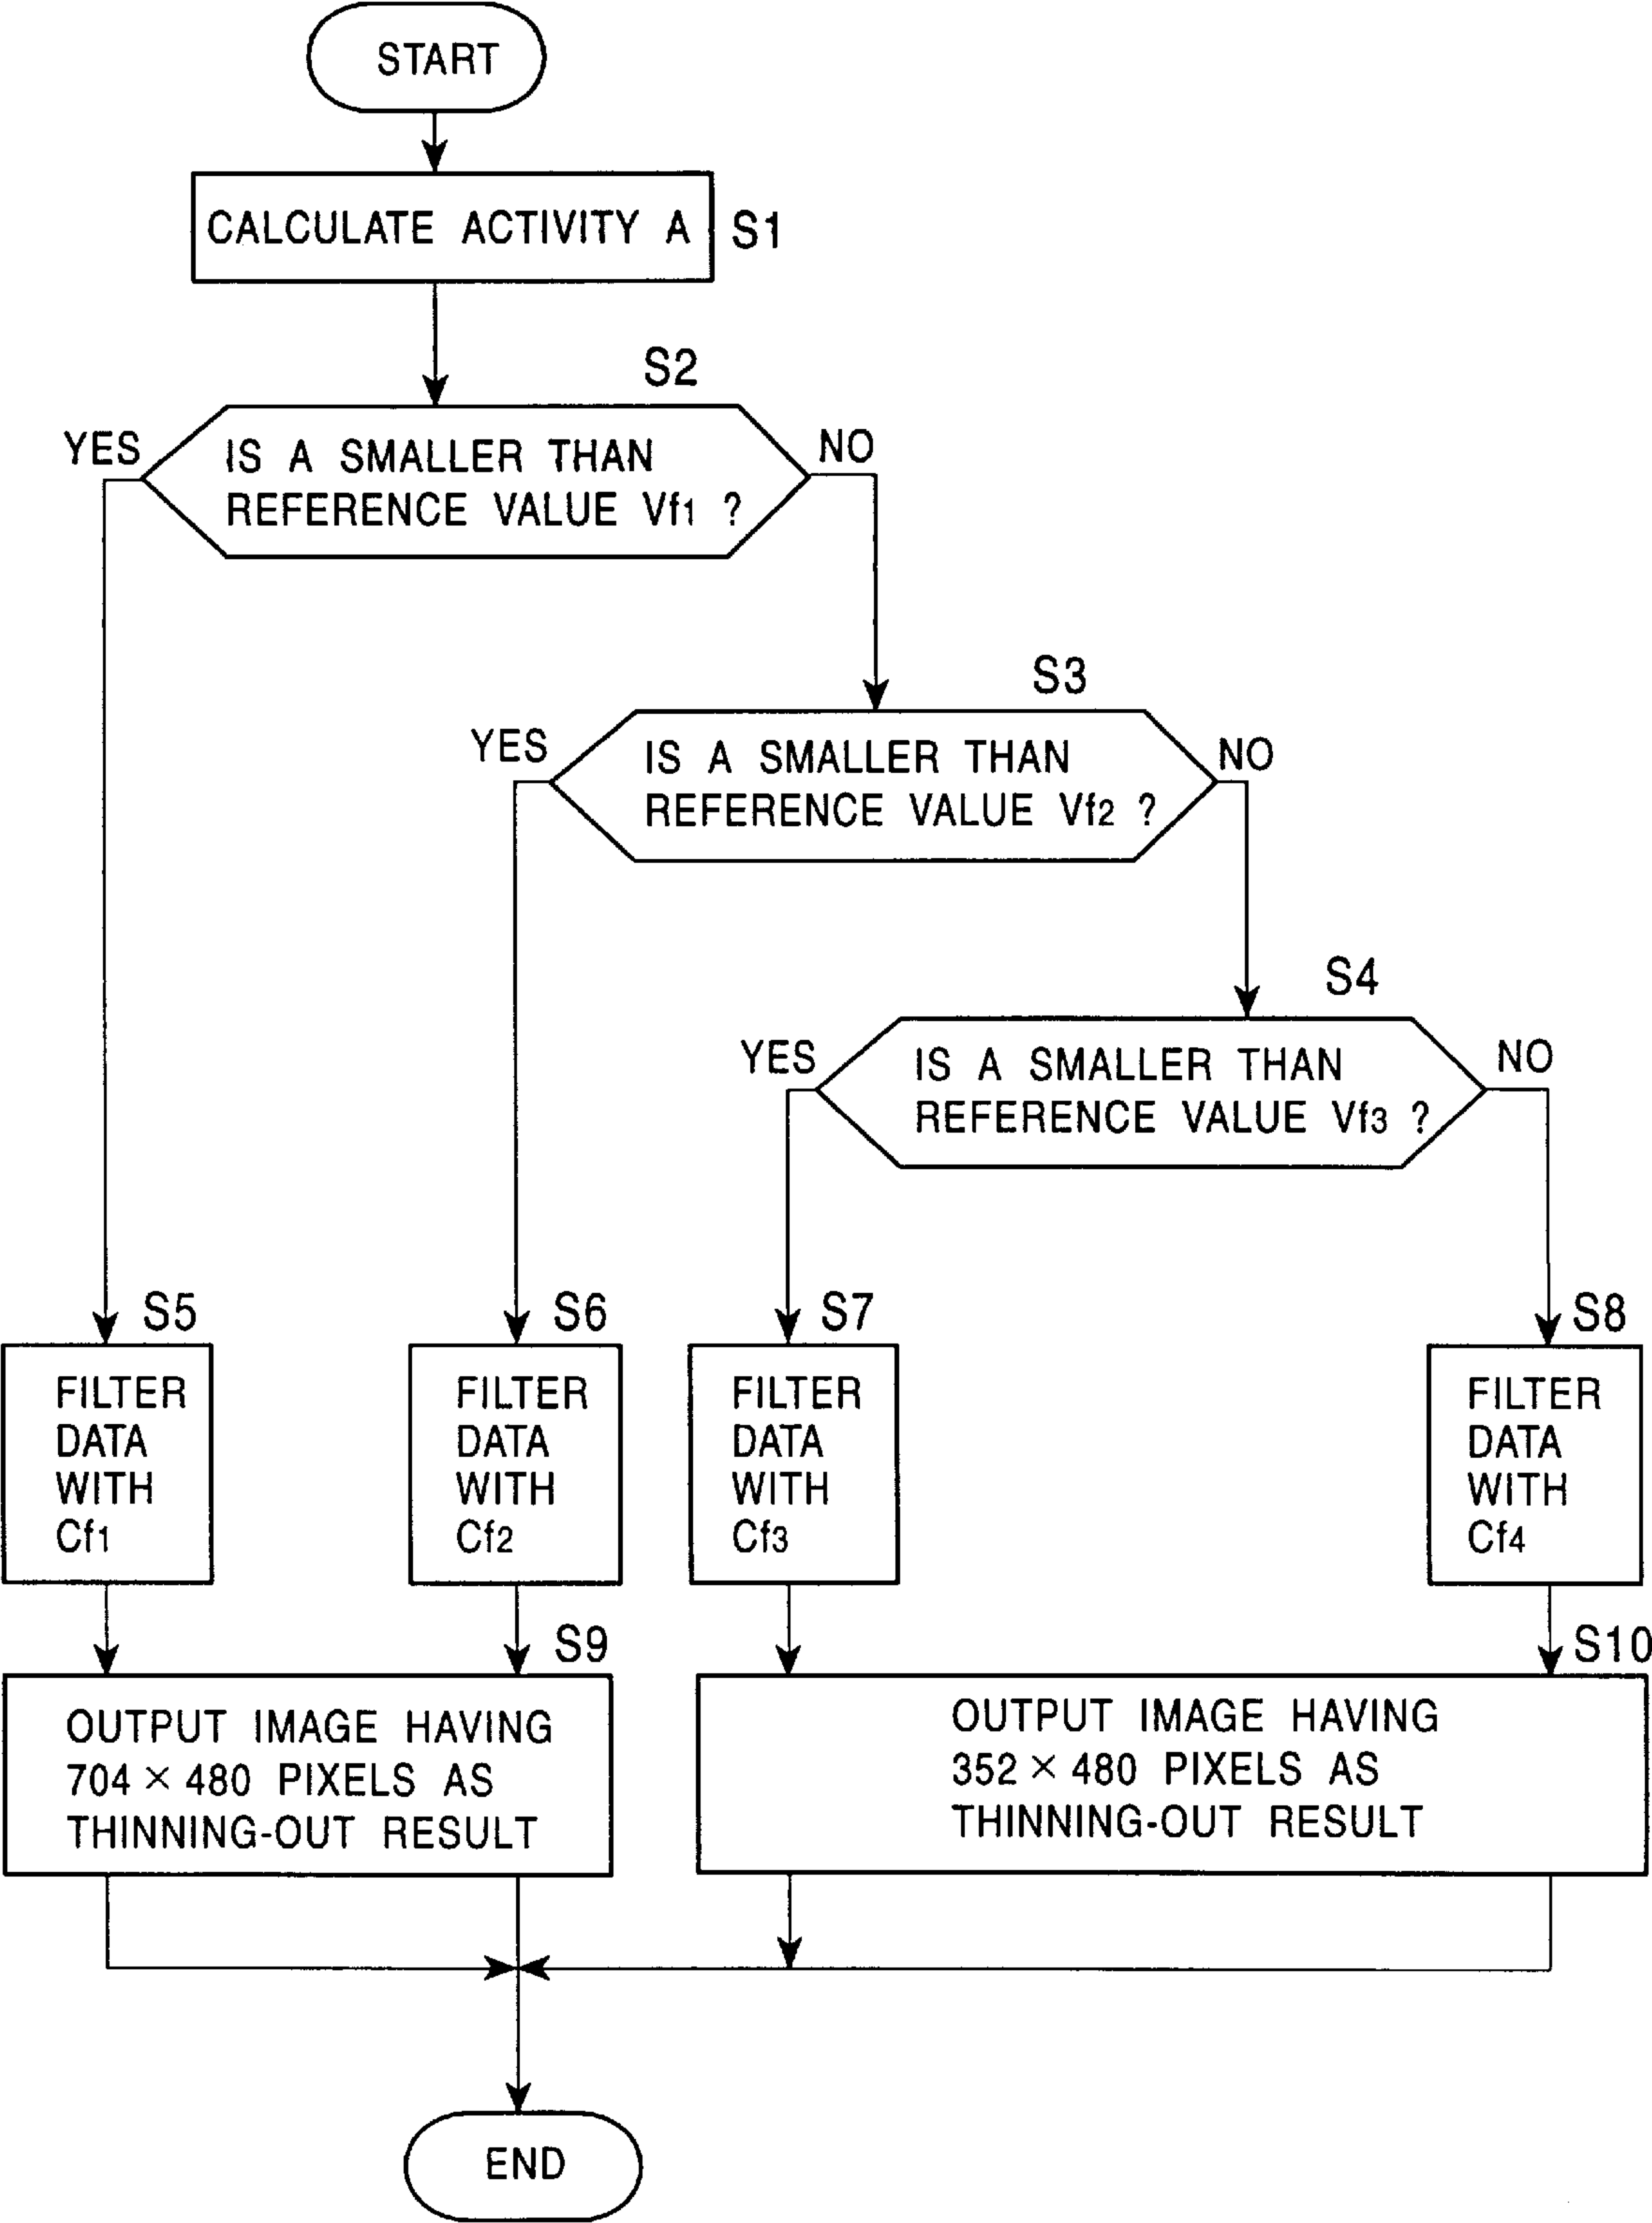 START
CALCULATE ACTIVITY A
S1
S2
YES
NO
IS A SMALLER THAN
REFERENCE VALUE Vf1 ?
S3
YES
NO
IS A SMALLER THAN
REFERENCE VALUE Vf2 ?
S4
YES
NO
IS A SMALLER THAN
REFERENCE VALUE Vf3 ?
S5
FILTER
DATA
WITH
Cf1
S6
FILTER
DATA
WITH
Cf2
S7
FILTER
DATA
WITH
Cf3
S8
FILTER
DATA
WITH
Cf4
S9
OUTPUT IMAGE HAVING
704 × 480 PIXELS AS
THINNING-OUT RESULT
S10
OUTPUT IMAGE HAVING
352 × 480 PIXELS AS
THINNING-OUT RESULT
END